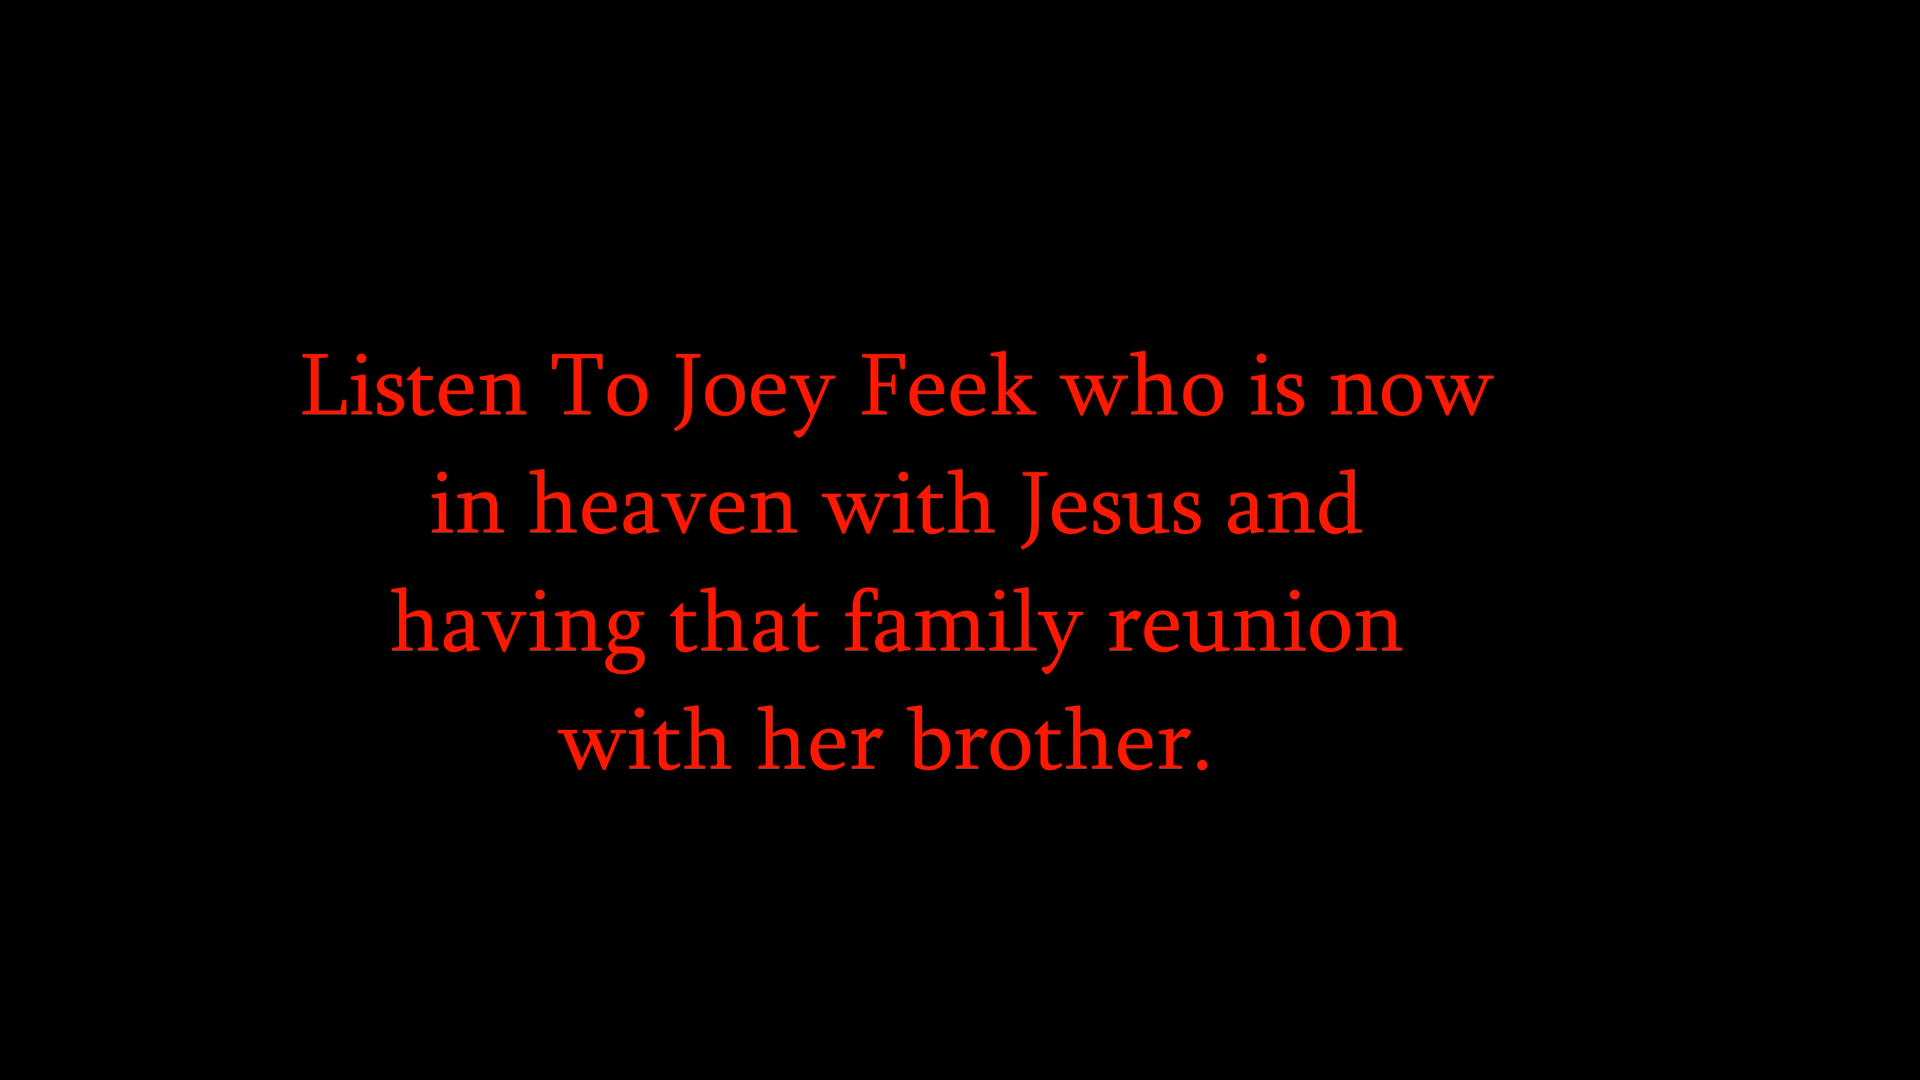 Listen To Joey Feek who is now
in heaven with Jesus and
having that family reunion
with her brother.